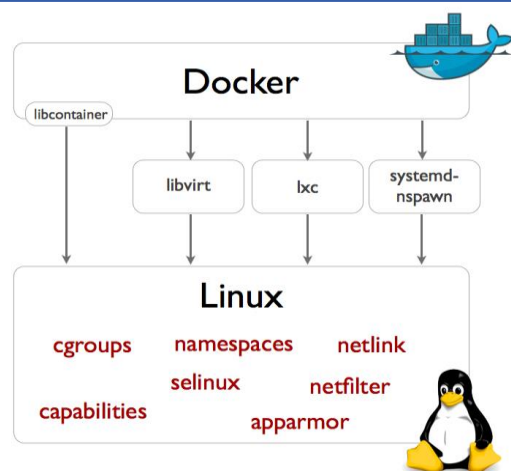 Docker
libcontainer
libvirt
lxc
systemd-
nspawn
Linux
cgroups
namespaces
netlink
selinux
netfilter
capabilities
apparmor